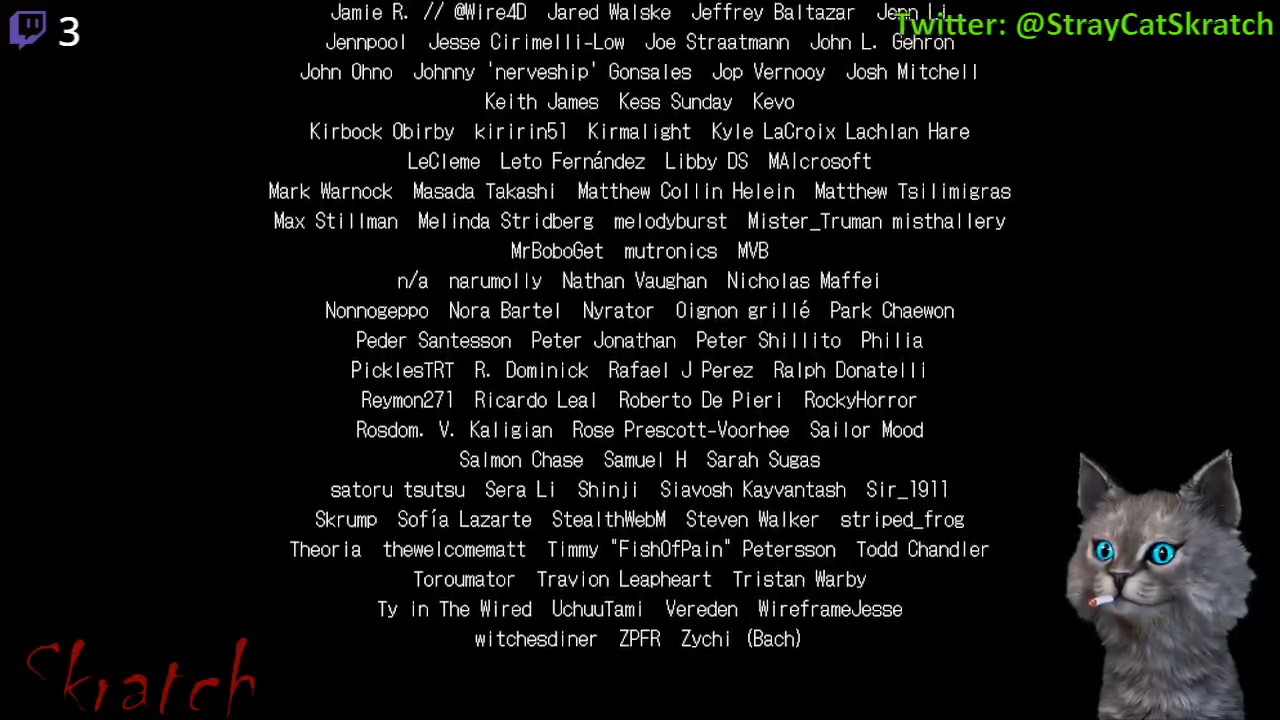 3
Twitter: @StrayCatSkratch
Jamie R. // @Wire4D Jared Walske Jeffrey Baltazar Jenn Li
Jennpool Jesse Cirimelli-Low Joe Straatmann John L. Gehron
John Ohno Johnny 'nerveship' Gonsales Jop Vernooy Josh Mitchell
Keith James Kess Sunday Kevo
Kirbock Obirby kiririn51 Kirmalight Kyle LaCroix Lachlan Hare
LeCleme Leto Fernández Libby DS MAIcrosoft
Mark Warnock Masada Takashi Matthew Collin Helein Matthew Tsilimigras
Max Stillman Melinda Stridberg melodyburst Mister_Truman misthallery
MrBoboGet mutronics MVB
n/a narumolly Nathan Vaughan Nicholas Maffei
Nonnogeppo Nora Bartel Nyrator Oignon grillé Park Chaewon
Peder Santesson Peter Jonathan Peter Shillito Philia
PicklesTRT R. Dominick Rafael J Perez Ralph Donatelli
Reymon271 Ricardo Leal Roberto De Pieri RockyHorror
Rosdom. V. Kaligian Rose Prescott-Voorhee Sailor Mood
Salmon Chase Samuel H Sarah Sugas
satoru tsutsu Sera Li Shinji Siavosh Kayvantash Sir_1911
Skrump Sofía Lazarte StealthWebM Steven Walker striped_frog
Theoria thewelcomematt Timmy "FishOfPain" Petersson Todd Chandler
Toroumator Travion Leapheart Tristan Warby
Ty in The Wired UchuuTami Vereden WireframeJesse
witchesdiner ZPFR Zychi (Bach)
Skratch